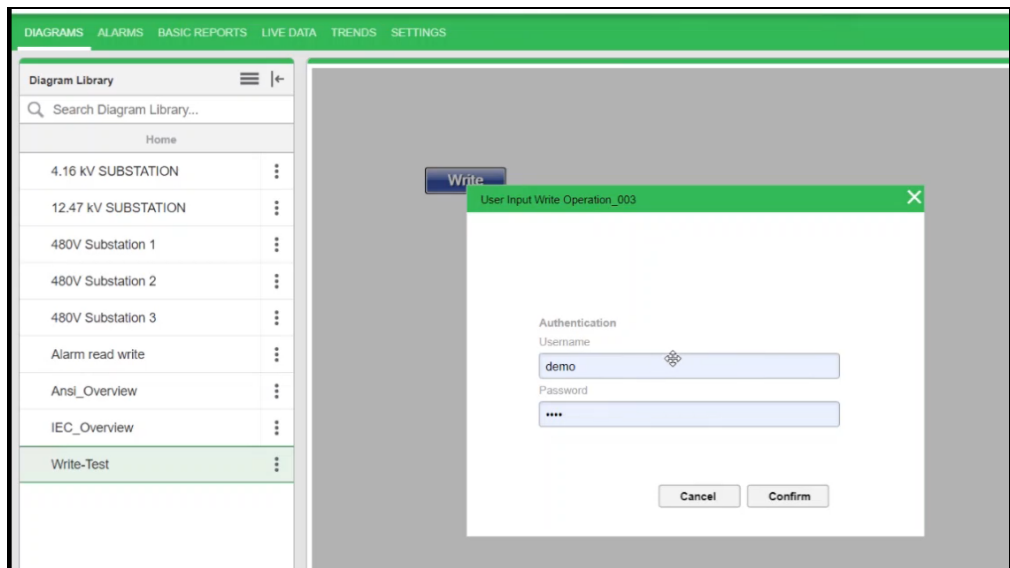 DIAGRAMS ALARMS BASIC REPORTS LIVE DATA TRENDS SETTINGS
Diagram Library
Search Diagram Library...
Home
4.16 kV SUBSTATION
12.47 kV SUBSTATION
480V Substation 1
480V Substation 2
480V Substation 3
Alarm read write
Ansi_Overview
IEC_Overview
Write-Test
Write
User Input Write Operation_003
Authentication
Username
demo
Password
••••
Cancel Confirm